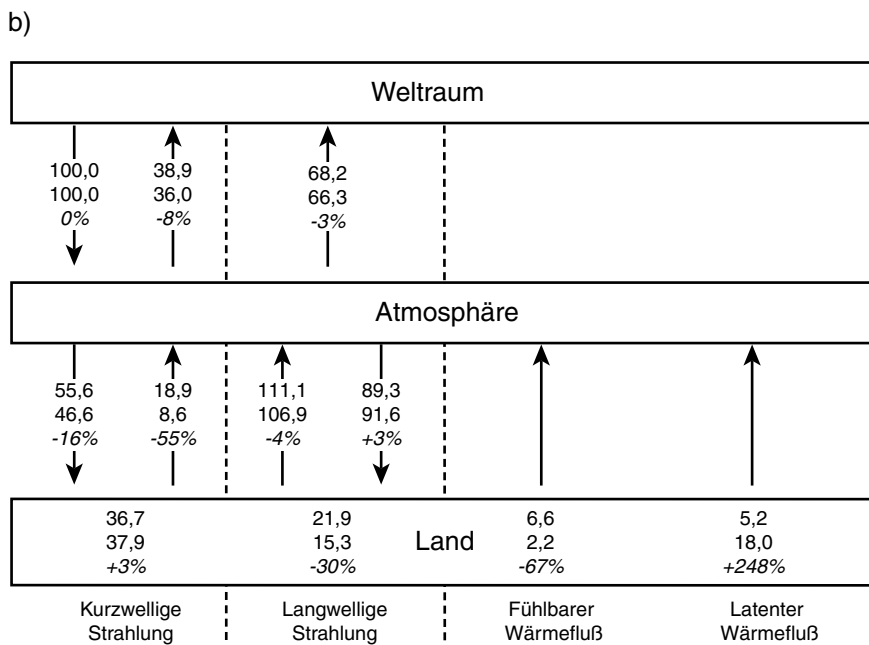 b)
Weltraum
100,0
100,0
0%
38,9
36,0
-8%
68,2
66,3
-3%
Atmosphäre
55,6
46,6
-16%
18,9
8,6
-55%
111,1
106,9
-4%
89,3
91,6
+3%
36,7
37,9
+3%
21,9
15,3
-30%
Land
6,6
2,2
-67%
5,2
18,0
+248%
Kurzwellige
Strahlung
Langwellige
Strahlung
Fühlbarer
Wärmefluß
Latenter
Wärmefluß